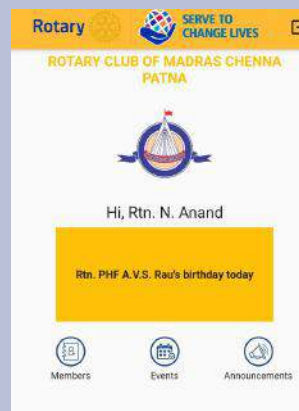 Rotary
SERVE TO
CHANGE LIVES
ROTARY CLUB OF MADRAS CHENNA
PATNA
Hi, Rtn. N. Anand
Rtn. PHF A.V.S. Rau's birthday today
Members
Events
Announcements